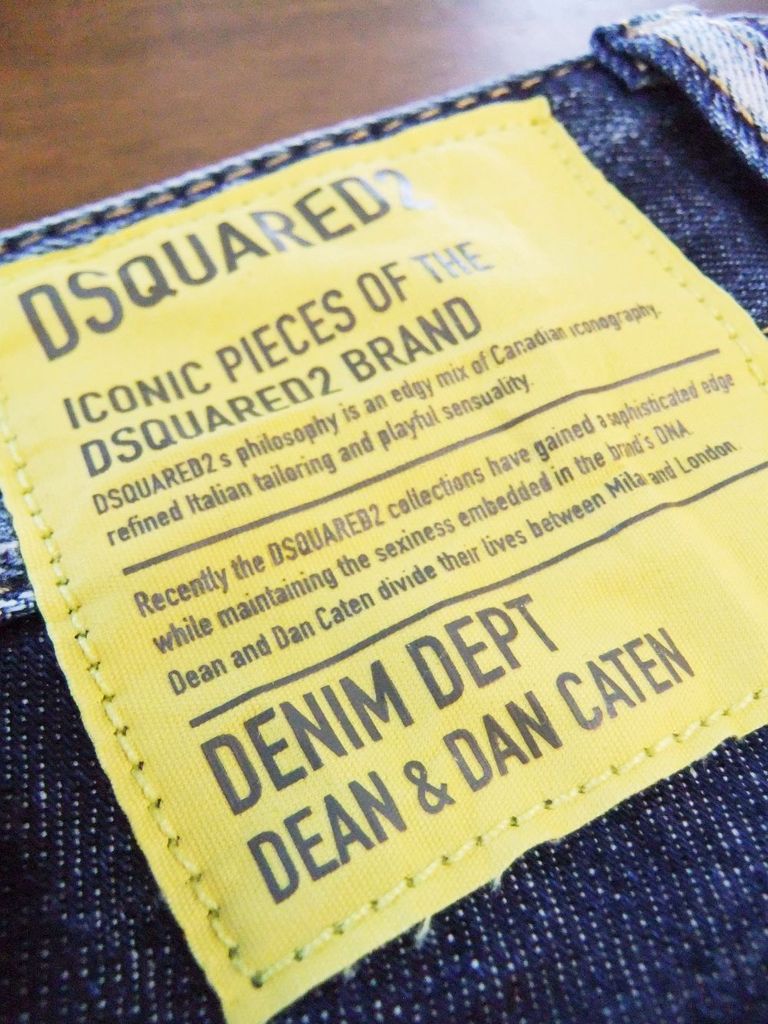 DSQUARED2
ICONIC PIECES OF THE
DSQUARED2 BRAND
DSQUARED2s philosophy is an edgy mix of Canadian iconography,
refined Italian tailoring and playful sensuality.
Recently the DSQUARED2 collections have gained a sophisticated edge
while maintaining the sexiness embedded in the brand's DNA
Dean and Dan Caten divide their lives between Mila and London.
DENIM DEPT
DEAN & DAN CATEN